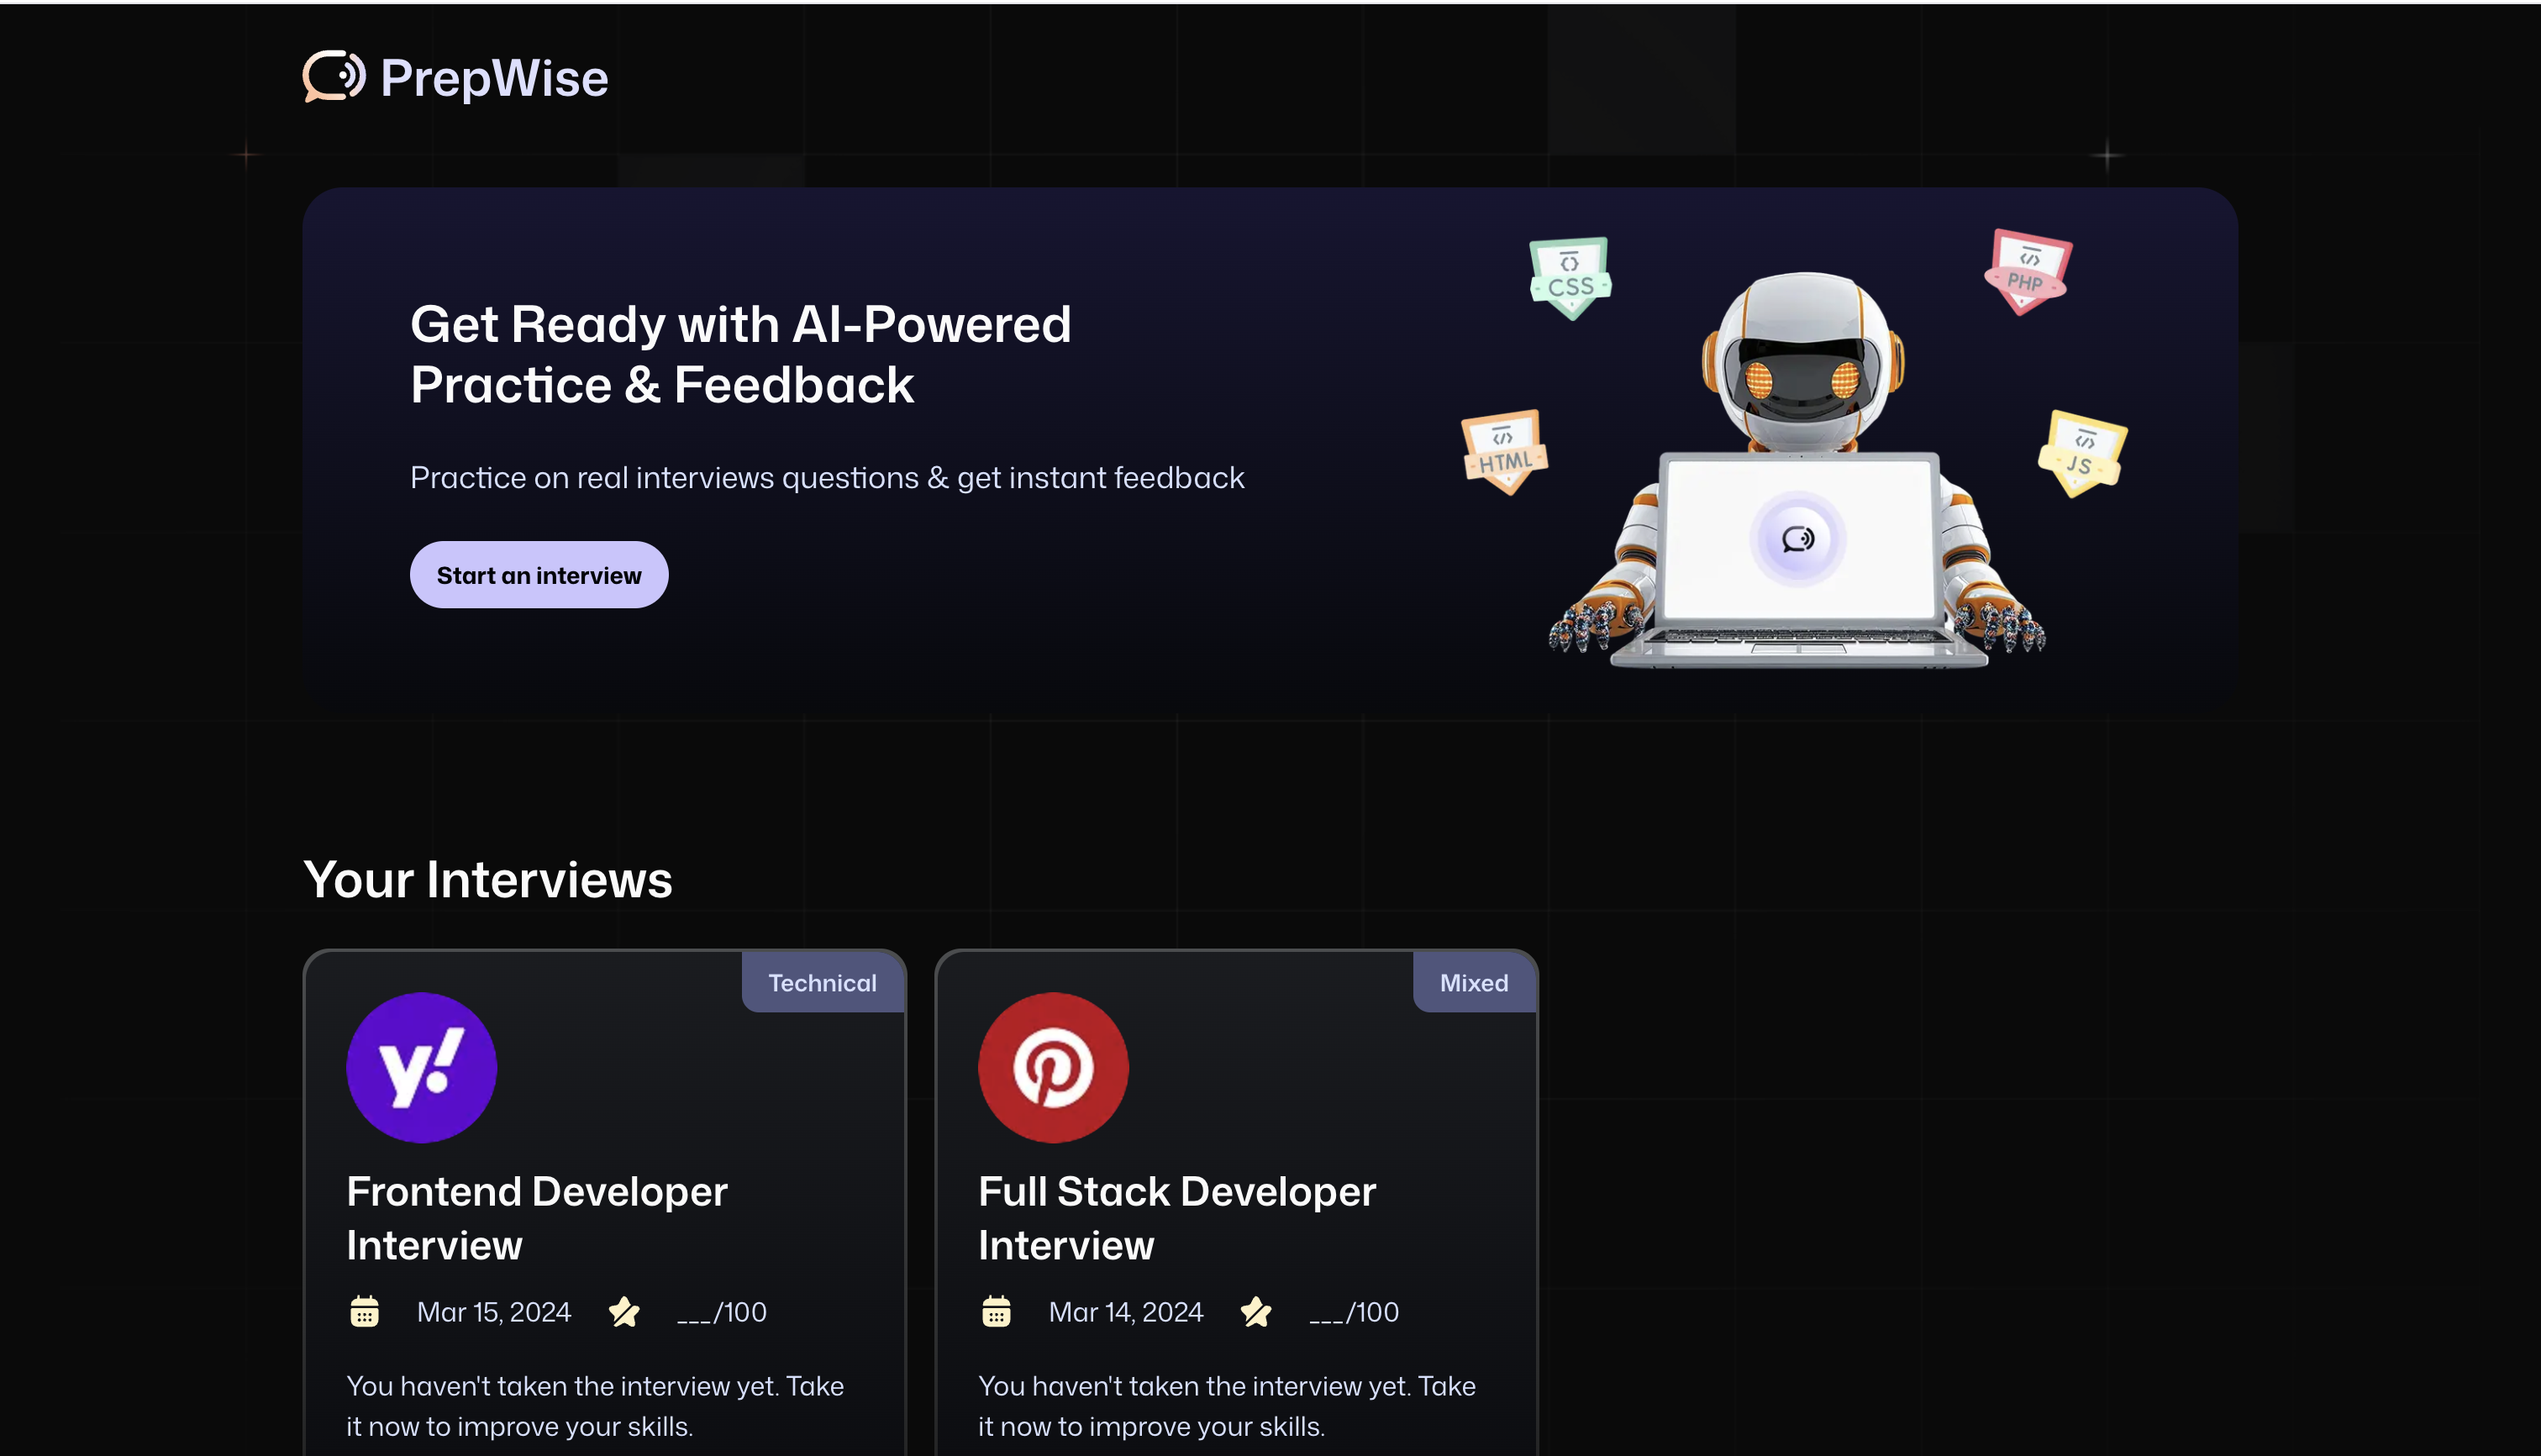 PrepWise
Get Ready with AI-Powered
Practice & Feedback
Practice on real interviews questions & get instant feedback
Start an interview
CSS
PHP
HTML
JS
Your Interviews
Technical
Frontend Developer
Interview
Mar 15, 2024 ___/100
You haven't taken the interview yet. Take
it now to improve your skills.
Mixed
Full Stack Developer
Interview
Mar 14, 2024 ___/100
You haven't taken the interview yet. Take
it now to improve your skills.